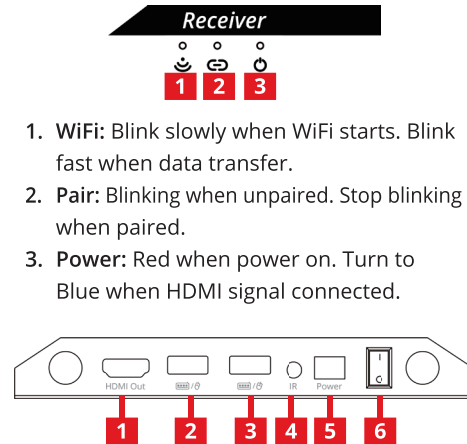 Receiver
1 2 3
1. WiFi: Blink slowly when WiFi starts. Blink
fast when data transfer.
2. Pair: Blinking when unpaired. Stop blinking
when paired.
3. Power: Red when power on. Turn to
Blue when HDMI signal connected.
HDMI Out / / IR Power
1 2 3 4 5 6